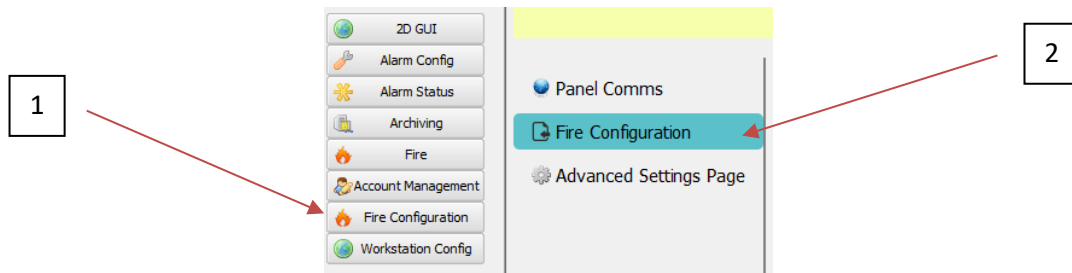 1
2D GUI
Alarm Config
Alarm Status
Archiving
Fire
Account Management
Fire Configuration
Workstation Config
Panel Comms
Fire Configuration
Advanced Settings Page
2